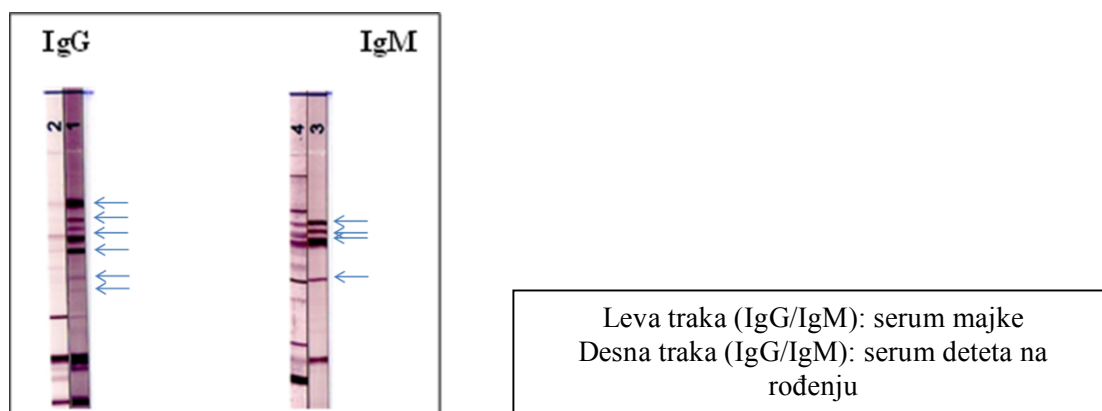 IgG IgM
2 1 4 3
Leva traka (IgG/IgM): serum majke
Desna traka (IgG/IgM): serum deteta na
rođenju